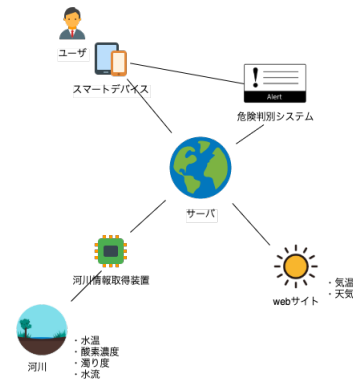 ユーザ
スマートデバイス
Alert
危険判別システム
サーバ
河川情報取得装置
webサイト
・気温
・天気
河川
・水温
・酸素濃度
・濁り度
・水流